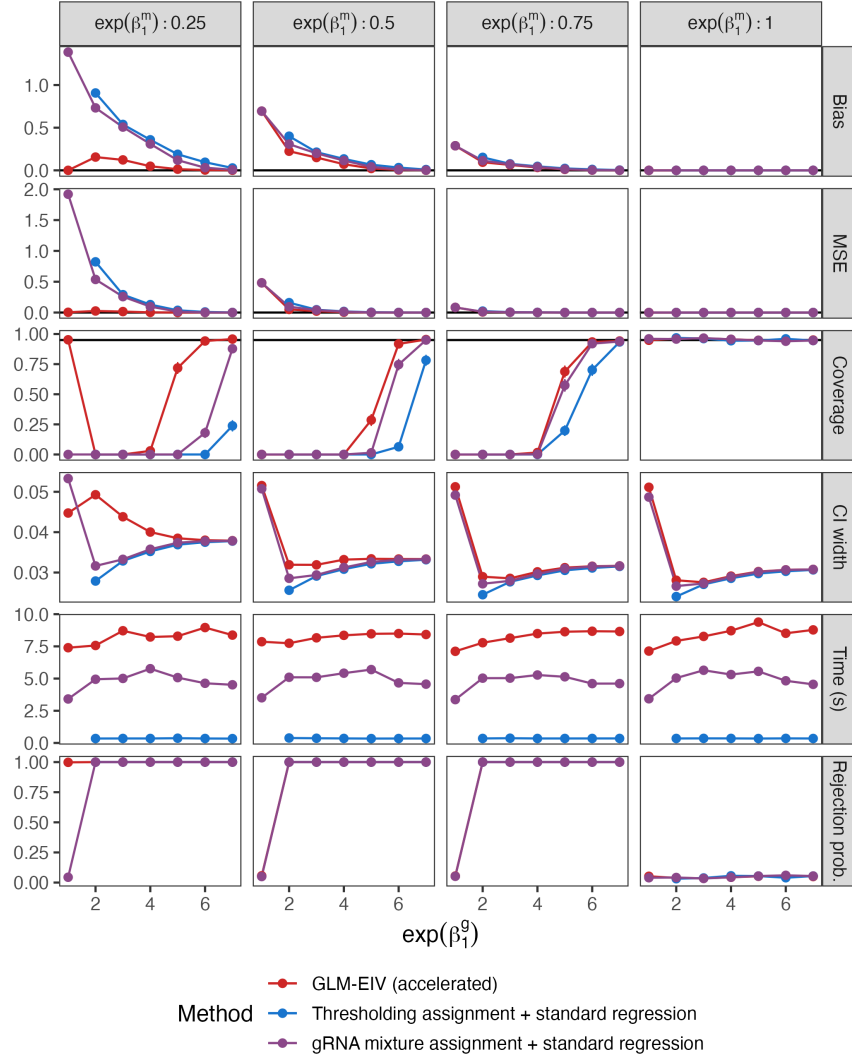 exp(β₁ᵐ) : 0.25 exp(β₁ᵐ) : 0.5 exp(β₁ᵐ) : 0.75 exp(β₁ᵐ) : 1
1.0
0.5
0.0
Bias
2.0
1.5
1.0
0.5
0.0
MSE
1.00
0.75
0.50
0.25
0.00
Coverage
0.05
0.04
0.03
CI width
10.0
7.5
5.0
2.5
0.0
Time (s)
1.00
0.75
0.50
0.25
0.00
Rejection prob.
2 4 6 2 4 6 2 4 6 2 4 6
exp(β₁ᵍ)
Method
GLM-EIV (accelerated)
Thresholding assignment + standard regression
gRNA mixture assignment + standard regression